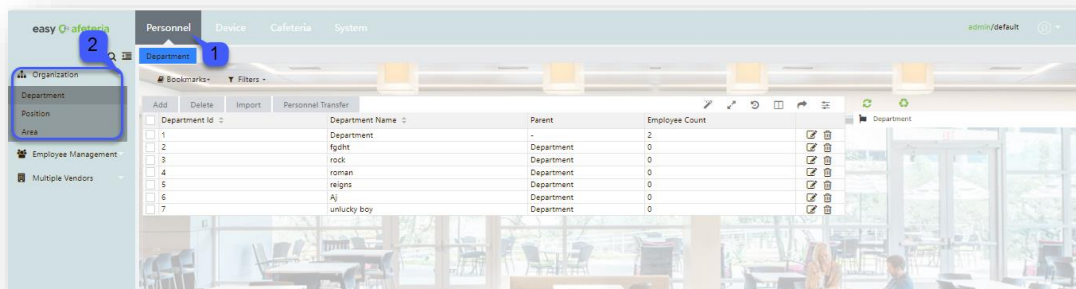 easy afeteria
Personnel Device Cafeteria System admin/default
2
1
Department
Organization
Bookmarks Filters
Department
Position
Area
Employee Management
Multiple Vendors
Add Delete Import Personnel Transfer
Department Id Department Name Parent Employee Count
1 Department - 2
2 fgdht Department 0
3 rock Department 0
4 roman Department 0
5 reigns Department 0
6 Aj Department 0
7 unlucky boy Department 0
Department